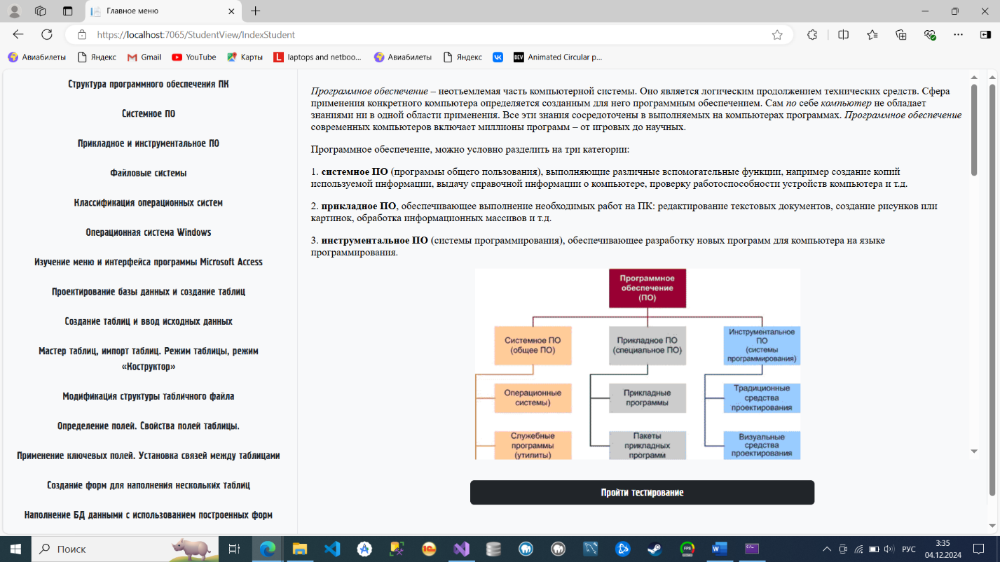 Главное меню
https://localhost:7065/StudentView/IndexStudent
Авиабилеты
Яндекс
Gmail
YouTube
Карты
L
laptops and netboo...
Авиабилеты
Яндекс
DEV
Animated Circular p...
Структура программного обеспечения ПК
Системное ПО
Прикладное и инструментальное ПО
Файловые системы
Классификация операционных систем
Операционная система Windows
Изучение меню и интерфейса программы Microsoft Access
Проектирование базы данных и создание таблиц
Создание таблиц и ввод исходных данных
Мастер таблиц, импорт таблиц. Режим таблицы, режим
«Коструктор»
Модификация структуры табличного файла
Определение полей. Свойства полей таблицы.
Применение ключевых полей. Установка связей между таблицами
Создание форм для наполнения нескольких таблиц
Наполнение БД данными с использованием построенных форм
Программное обеспечение – неотъемлемая часть компьютерной системы. Оно является логическим продолжением технических средств. Сфера
применения конкретного компьютера определяется созданным для него программным обеспечением. Сам по себе компьютер не обладает
знаниями ни в одной области применения. Все эти знания сосредоточены в выполняемых на компьютерах программах. Программное обеспечение
современных компьютеров включает миллионы программ – от игровых до научных.
Программное обеспечение, можно условно разделить на три категории:
1. системное ПО (программы общего пользования), выполняющие различные вспомогательные функции, например создание копий
используемой информации, выдачу справочной информации о компьютере, проверку работоспособности устройств компьютера и т.д.
2. прикладное ПО, обеспечивающее выполнение необходимых работ на ПК: редактирование текстовых документов, создание рисунков или
картинок, обработка информационных массивов и т.д.
3. инструментальное ПО (системы программирования), обеспечивающее разработку новых программ для компьютера на языке
программирования.
Программное
обеспечение
(ПО)
Системное ПО
(общее ПО)
Прикладное ПО
(специальное ПО)
Инструментальное
ПО
(системы
программирования)
Операционные
системы)
Прикладные
программы
Традиционные
средства
проектирования
Служебные
программы
(утилиты)
Пакеты
прикладных
программ
Визуальные
средства
проектирования
Пройти тестирование
Поиск
РУС
3:35
04.12.2024